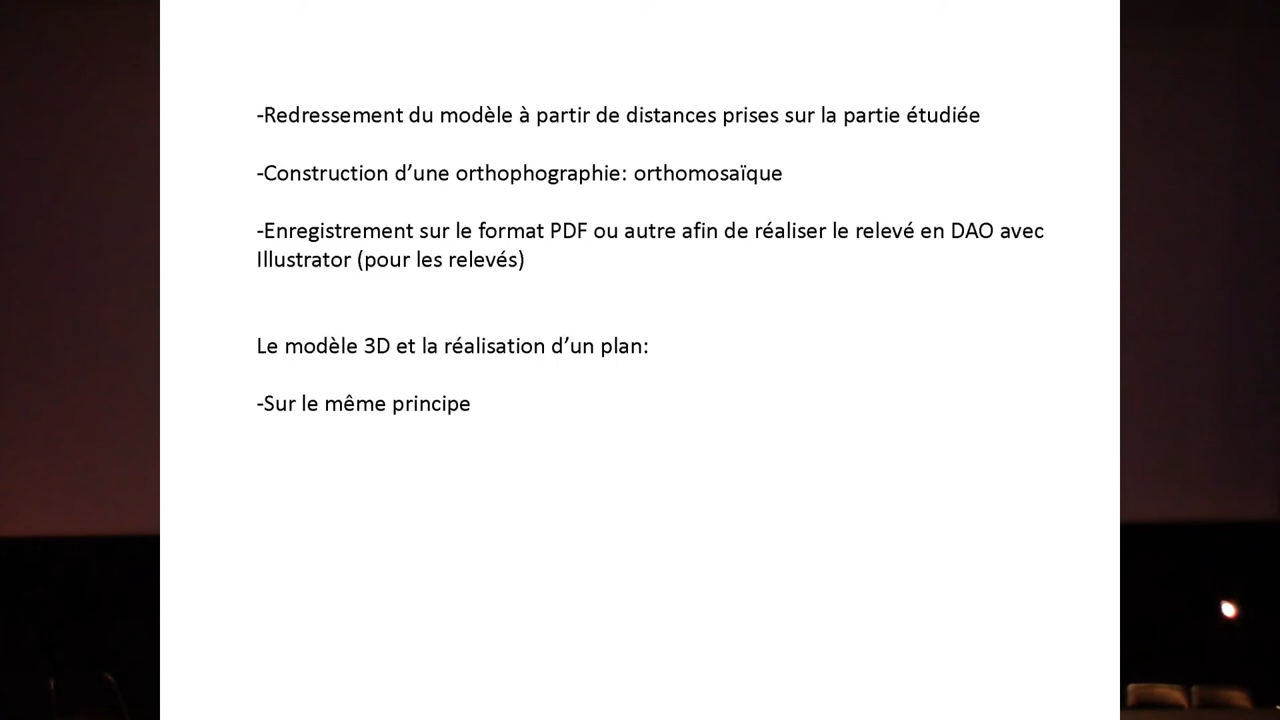 -Redressement du modèle à partir de distances prises sur la partie étudiée
-Construction d’une orthophographie: orthomosaïque
-Enregistrement sur le format PDF ou autre afin de réaliser le relevé en DAO avec
Illustrator (pour les relevés)
Le modèle 3D et la réalisation d’un plan:
-Sur le même principe